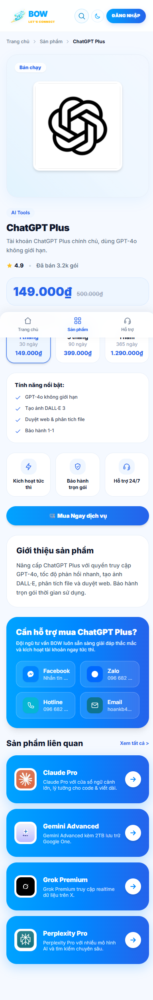 BOW
LET'S CONNECT
ĐĂNG NHẬP
Trang chủ > Sản phẩm > ChatGPT Plus
Bán chạy
AI Tools
ChatGPT Plus
Tài khoản ChatGPT Plus chính chủ, dùng GPT-4o
không giới hạn.
4.9 • Đã bán 3.2k gói
149.000₫ 500.000₫
Trang chủ Sản phẩm Hỗ trợ
1 tháng 3 tháng 1 năm
30 ngày 90 ngày 365 ngày
149.000₫ 399.000₫ 1.290.000₫
Tính năng nổi bật:
GPT-4o không giới hạn
Tạo ảnh DALL·E 3
Duyệt web & phân tích file
Bảo hành 1-1
Kích hoạt tức
thì
Bảo hành
trọn gói
Hỗ trợ 24/7
Mua Ngay dịch vụ
Giới thiệu sản phẩm
Nâng cấp ChatGPT Plus với quyền truy cập
GPT-4o, tốc độ phản hồi nhanh, tạo ảnh
DALL·E, phân tích file và duyệt web. Bảo hành
trọn gói thời gian sử dụng.
Cần hỗ trợ mua ChatGPT Plus?
Đội ngũ tư vấn BOW luôn sẵn sàng giải đáp thắc mắc
và kích hoạt tài khoản ngay tức thì.
Facebook
Nhắn tin ...
Zalo
096 682 ...
Hotline
096 682 ...
Email
hoankb4...
Sản phẩm liên quan
Xem tất cả >
Claude Pro
Claude Pro với cửa sổ ngữ cảnh
lớn, lý tưởng cho code & viết dài.
Gemini Advanced
Gemini Advanced kèm 2TB lưu trữ
Google One.
Grok Premium
Grok Premium truy cập realtime
dữ liệu trên X.
Perplexity Pro
Perplexity Pro với nhiều mô hình
AI và tìm kiếm chuyên sâu.